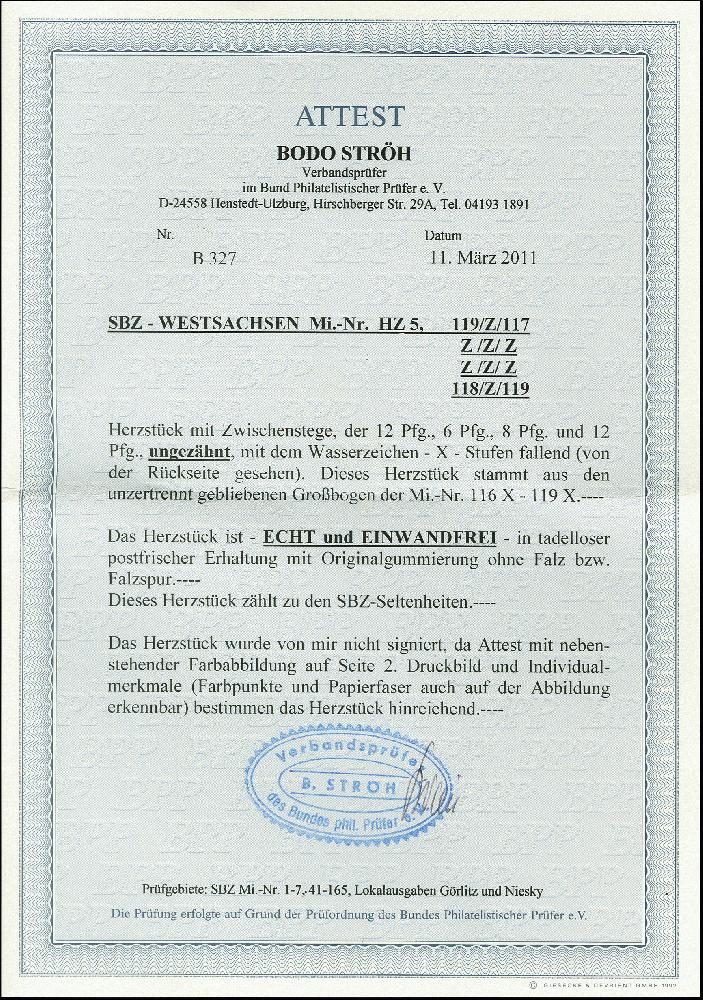 ATTEST
BODO STRÖH
Verbandsprüfer
im Bund Philatelistischer Prüfer e. V.
D-24558 Henstedt-Ulzburg, Hirschberger Str. 29A, Tel. 04193 1891
Nr. Datum
B 327 11. März 2011
SBZ - WESTSACHSEN Mi.-Nr. HZ 5, 119/Z/117
Z /Z/ Z
Z /Z/ Z
118/Z/119
Herzstück mit Zwischenstege, der 12 Pfg., 6 Pfg., 8 Pfg. und 12
Pfg., ungezähnt, mit dem Wasserzeichen - X - Stufen fallend (von
der Rückseite gesehen). Dieses Herzstück stammt aus den
unzertrennt gebliebenen Großbogen der Mi.-Nr. 116 X - 119 X.----
Das Herzstück ist - ECHT und EINWANDFREI - in tadelloser
postfrischer Erhaltung mit Originalgummierung ohne Falz bzw.
Falzspur.----
Dieses Herzstück zählt zu den SBZ-Seltenheiten.----
Das Herzstück wurde von mir nicht signiert, da Attest mit neben-
stehender Farbabbildung auf Seite 2. Druckbild und Individual-
merkmale (Farbpunkte und Papierfaser auch auf der Abbildung
erkennbar) bestimmen das Herzstück hinreichend.----
Verbandsprüfer
B. STRÖH
des Bundes phil. Prüfer e.V.
Prüfgebiete: SBZ Mi.-Nr. 1-7, 41-165, Lokalausgaben Görlitz und Niesky
Die Prüfung erfolgte auf Grund der Prüfordnung des Bundes Philatelistischer Prüfer e.V.
© GIESECKE & DEVRIENT GMBH 1992